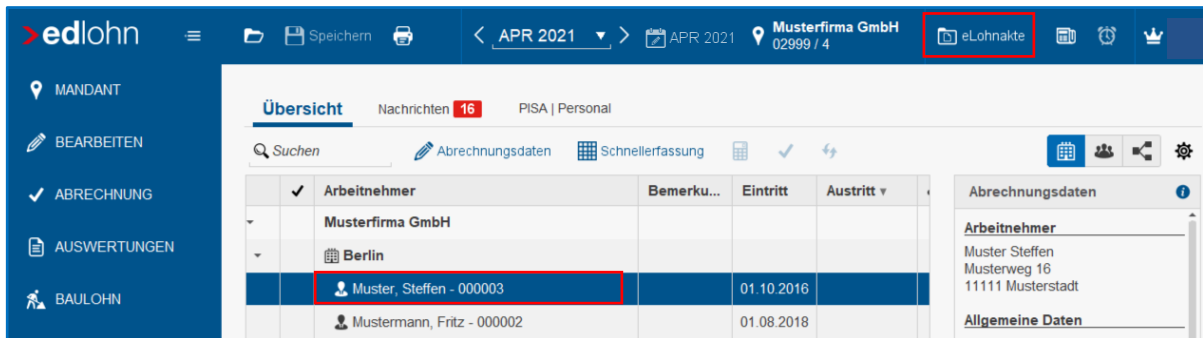 >edlohn
Speichern
APR 2021
APR 2021
Musterfirma GmbH
02999 / 4
eLohnakte
MANDANT
BEARBEITEN
ABRECHNUNG
AUSWERTUNGEN
BAULOHN
Übersicht
Nachrichten 16
PISA | Personal
Suchen
Abrechnungsdaten
Schnellerfassung
Arbeitnehmer
Bemerku...
Eintritt
Austritt
Musterfirma GmbH
Berlin
Muster, Steffen - 000003
01.10.2016
Mustermann, Fritz - 000002
01.08.2018
Abrechnungsdaten
Arbeitnehmer
Muster Steffen
Musterweg 16
11111 Musterstadt
Allgemeine Daten